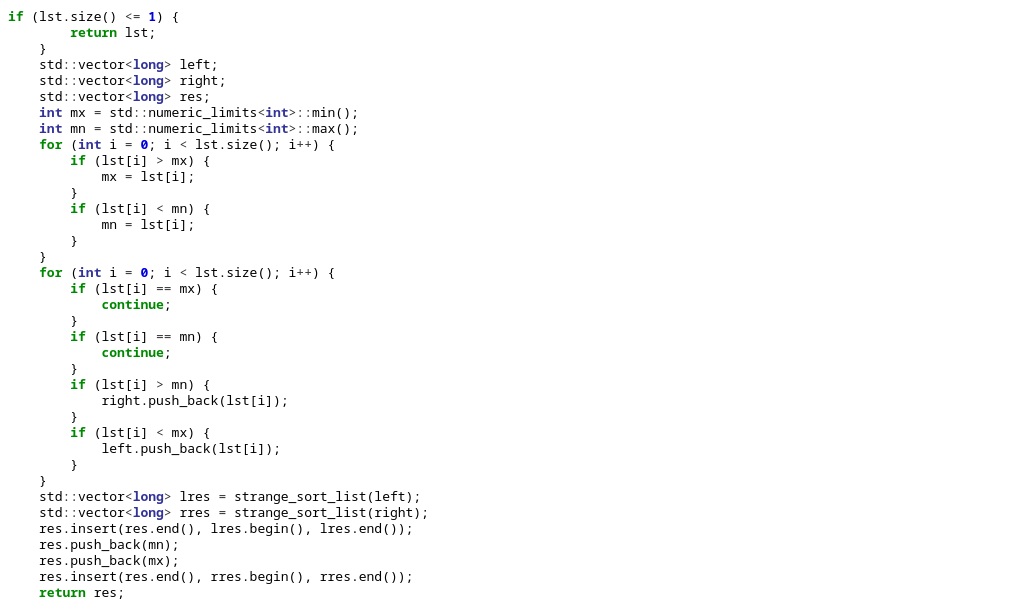 if (lst.size() <= 1) {
        return lst;
    }
    std::vector<long> left;
    std::vector<long> right;
    std::vector<long> res;
    int mx = std::numeric_limits<int>::min();
    int mn = std::numeric_limits<int>::max();
    for (int i = 0; i < lst.size(); i++) {
        if (lst[i] > mx) {
            mx = lst[i];
        }
        if (lst[i] < mn) {
            mn = lst[i];
        }
    }
    for (int i = 0; i < lst.size(); i++) {
        if (lst[i] == mx) {
            continue;
        }
        if (lst[i] == mn) {
            continue;
        }
        if (lst[i] > mn) {
            right.push_back(lst[i]);
        }
        if (lst[i] < mx) {
            left.push_back(lst[i]);
        }
    }
    std::vector<long> lres = strange_sort_list(left);
    std::vector<long> rres = strange_sort_list(right);
    res.insert(res.end(), lres.begin(), lres.end());
    res.push_back(mn);
    res.push_back(mx);
    res.insert(res.end(), rres.begin(), rres.end());
    return res;